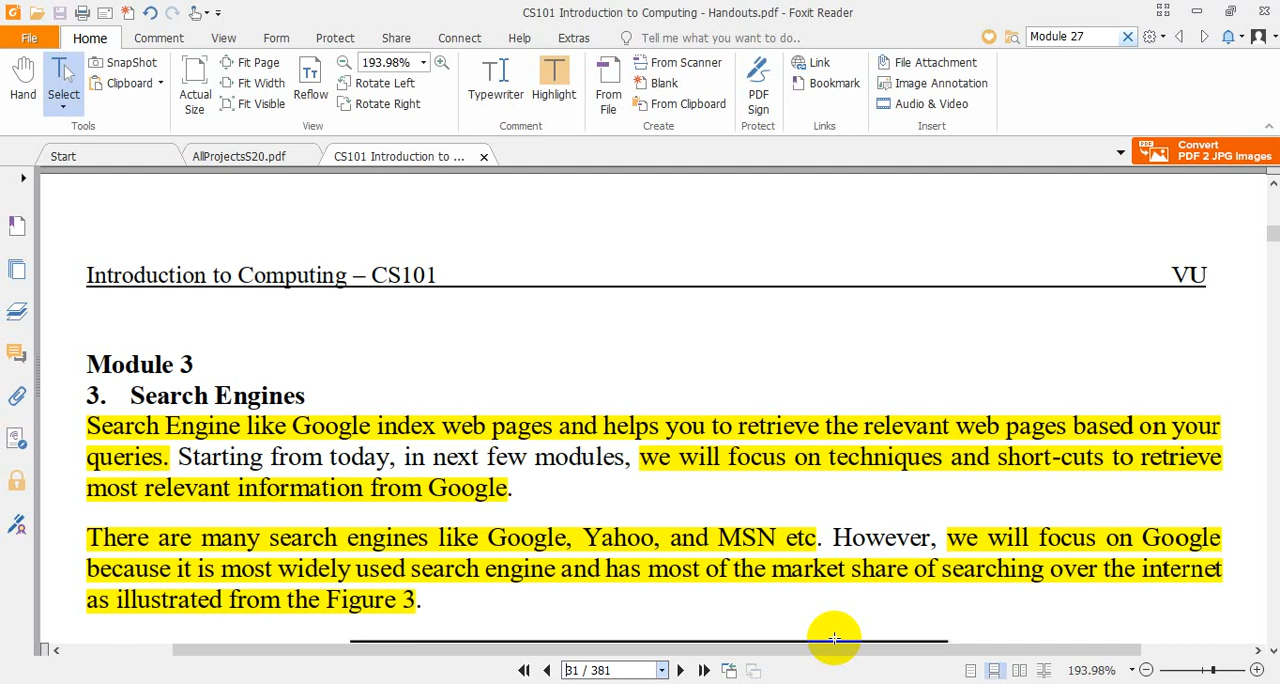 CS101 Introduction to Computing - Handouts.pdf - Foxit Reader
File Home Comment View Form Protect Share Connect Help Extras Tell me what you want to do.. Module 27
Hand
Select
SnapShot
Clipboard
Tools
Actual Size
Fit Page
Fit Width
Fit Visible
Reflow
193.98%
Rotate Left
Rotate Right
View
Typewriter
Highlight
Comment
From File
From Scanner
Blank
From Clipboard
Create
PDF Sign
Protect
Link
Bookmark
Links
File Attachment
Image Annotation
Audio & Video
Insert
Start AllProjectsS20.pdf CS101 Introduction to ...
Convert
PDF 2 JPG Images
Introduction to Computing – CS101 VU
Module 3
3. Search Engines
Search Engine like Google index web pages and helps you to retrieve the relevant web pages based on your
queries. Starting from today, in next few modules, we will focus on techniques and short-cuts to retrieve
most relevant information from Google.
There are many search engines like Google, Yahoo, and MSN etc. However, we will focus on Google
because it is most widely used search engine and has most of the market share of searching over the internet
as illustrated from the Figure 3.
31 / 381
193.98%